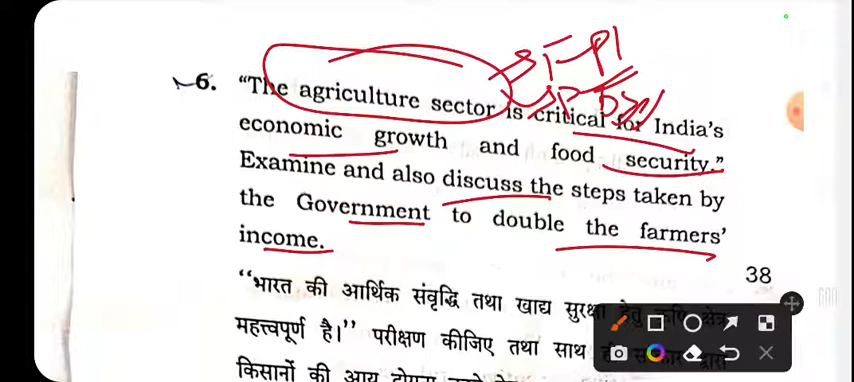 6. “The agriculture sector is critical for India’s
economic growth and food security.”
Examine and also discuss the steps taken by
the Government to double the farmers’
income.
38
“भारत की आर्थिक संवृद्धि तथा खाद्य सुरक्षा हेतु
महत्त्वपूर्ण है।” परीक्षण कीजिए तथा साथ
किसानों की आय